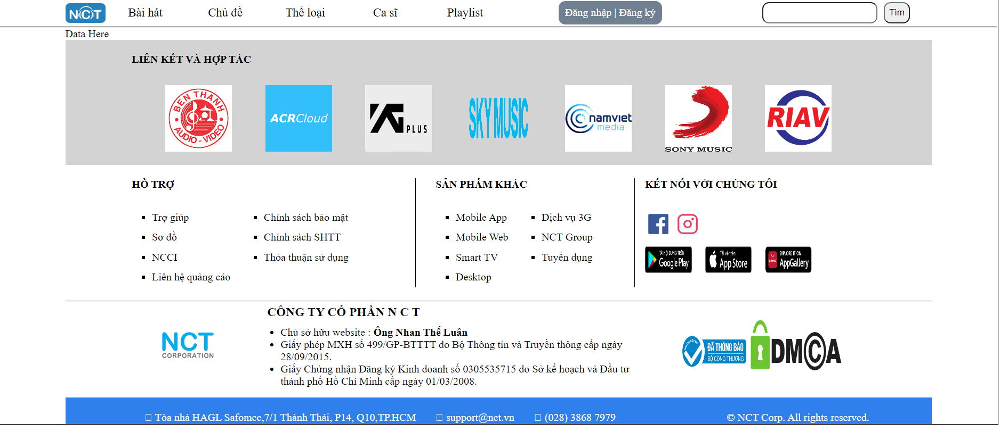 NCT Bài hát Chủ đề Thể loại Ca sĩ Playlist Đăng nhập | Đăng ký Tìm
Data Here
LIÊN KẾT VÀ HỢP TÁC
BEN THANH
AUDIO - VIDEO
ACRCloud
YG PLUS
SKY MUSIC
namviet
media
SONY MUSIC
RIAV
HỖ TRỢ
Trợ giúp
Sơ đồ
NCCI
Liên hệ quảng cáo
Chính sách bảo mật
Chính sách SHTT
Thỏa thuận sử dụng
SẢN PHẨM KHÁC
Mobile App
Mobile Web
Smart TV
Desktop
Dịch vụ 3G
NCT Group
Tuyển dụng
KẾT NỐI VỚI CHÚNG TÔI
TẢI NỘI DUNG TRÊN
Google Play
Tải về trên
App Store
EXPLORE IT ON
AppGallery
NCT
CORPORATION
CÔNG TY CỔ PHẦN N C T
Chủ sở hữu website : Ông Nhan Thế Luân
Giấy phép MXH số 499/GP-BTTTT do Bộ Thông tin và Truyền thông cấp ngày
28/09/2015.
Giấy Chứng nhận Đăng ký Kinh doanh số 0305535715 do Sở kế hoạch và Đầu tư
thành phố Hồ Chí Minh cấp ngày 01/03/2008.
ĐÃ THÔNG BÁO
BỘ CÔNG THƯƠNG
DMCA
Tòa nhà HAGL Safomec,7/1 Thành Thái, P14, Q10,TP.HCM support@nct.vn (028) 3868 7979 © NCT Corp. All rights reserved.